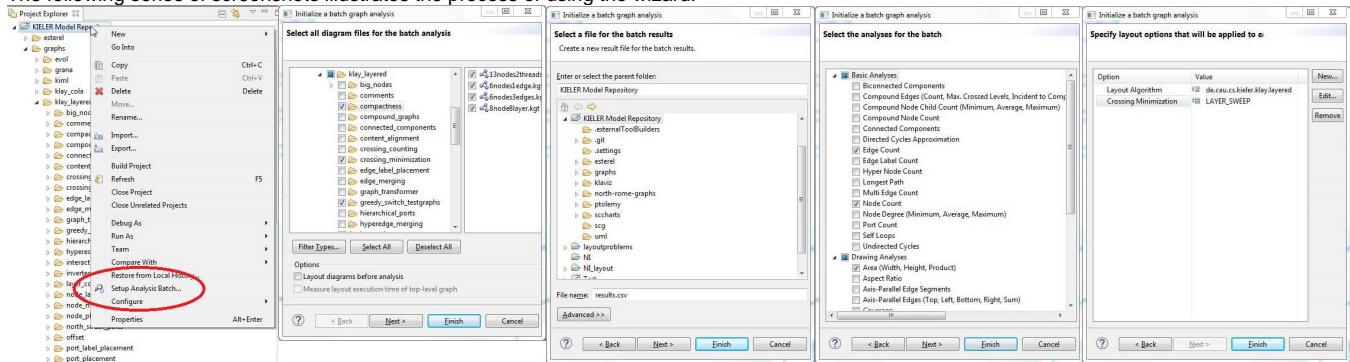 The following series of screenshots illustrates the process of using the wizard.
Project Explorer
KIELER Model Repository
esterel
graphs
evol
grana
kiml
klay_cola
klay_layered
big_nod
comme
compac
compou
connect
content
crossing
crossing
edge_la
edge_m
graph_t
greedy_
hierarch
hypered
interact
inverte
layer_co
node_la
node_m
node_pl
north_south_ports
offset
port_label_placement
port_placement
New
Go Into
Copy Ctrl+C
Paste Ctrl+V
Delete Delete
Move...
Rename...
Import...
Export...
Build Project
Refresh F5
Close Project
Close Unrelated Projects
Debug As
Run As
Team
Compare With
Restore from Local History...
Setup Analysis Batch...
Configure
Properties Alt+Enter
Initialize a batch graph analysis
Select all diagram files for the batch analysis
klay_layered
big_nodes
comments
compactness
compound_graphs
connected_components
content_alignment
crossing_counting
crossing_minimization
edge_label_placement
edge_merging
graph_transformer
greedy_switch_testgraphs
hierarchical_ports
hyperedge_merging
13nodes2threads
6nodes1edge.kg
6nodes3edges.k
8node8layer.kgt
Filter Types... Select All Deselect All
Options
Layout diagrams before analysis
Measure layout execution time of top-level graph
< Back Next > Finish Cancel
Initialize a batch graph analysis
Select a file for the batch results
Create a new result file for the batch results.
Enter or select the parent folder:
KIELER Model Repository
KIELER Model Repository
.externalToolBuilders
.git
.settings
esterel
graphs
klaviz
north-rome-graphs
ptolemy
sccharts
scg
uml
layoutproblems
NI
NI_layout
File name: results.csv
Advanced >>
< Back Next > Finish Cancel
Initialize a batch graph analysis
Select the analyses for the batch
Basic Analyses
Biconnected Components
Compound Edges (Count, Max. Crossed Levels, Incident to Comp
Compound Node Child Count (Minimum, Average, Maximum)
Compound Node Count
Connected Components
Directed Cycles Approximation
Edge Count
Edge Label Count
Hyper Node Count
Longest Path
Multi Edge Count
Node Count
Node Degree (Minimum, Average, Maximum)
Port Count
Self Loops
Undirected Cycles
Drawing Analyses
Area (Width, Height, Product)
Aspect Ratio
Axis-Parallel Edge Segments
Axis-Parallel Edges (Top, Left, Bottom, Right, Sum)
< Back Next > Finish Cancel
Initialize a batch graph analysis
Specify layout options that will be applied to e
Option Value
Layout Algorithm de.cau.cs.kieler.klay.layered
Crossing Minimization LAYER_SWEEP
New...
Edit...
Remove
< Back Next > Finish Cancel